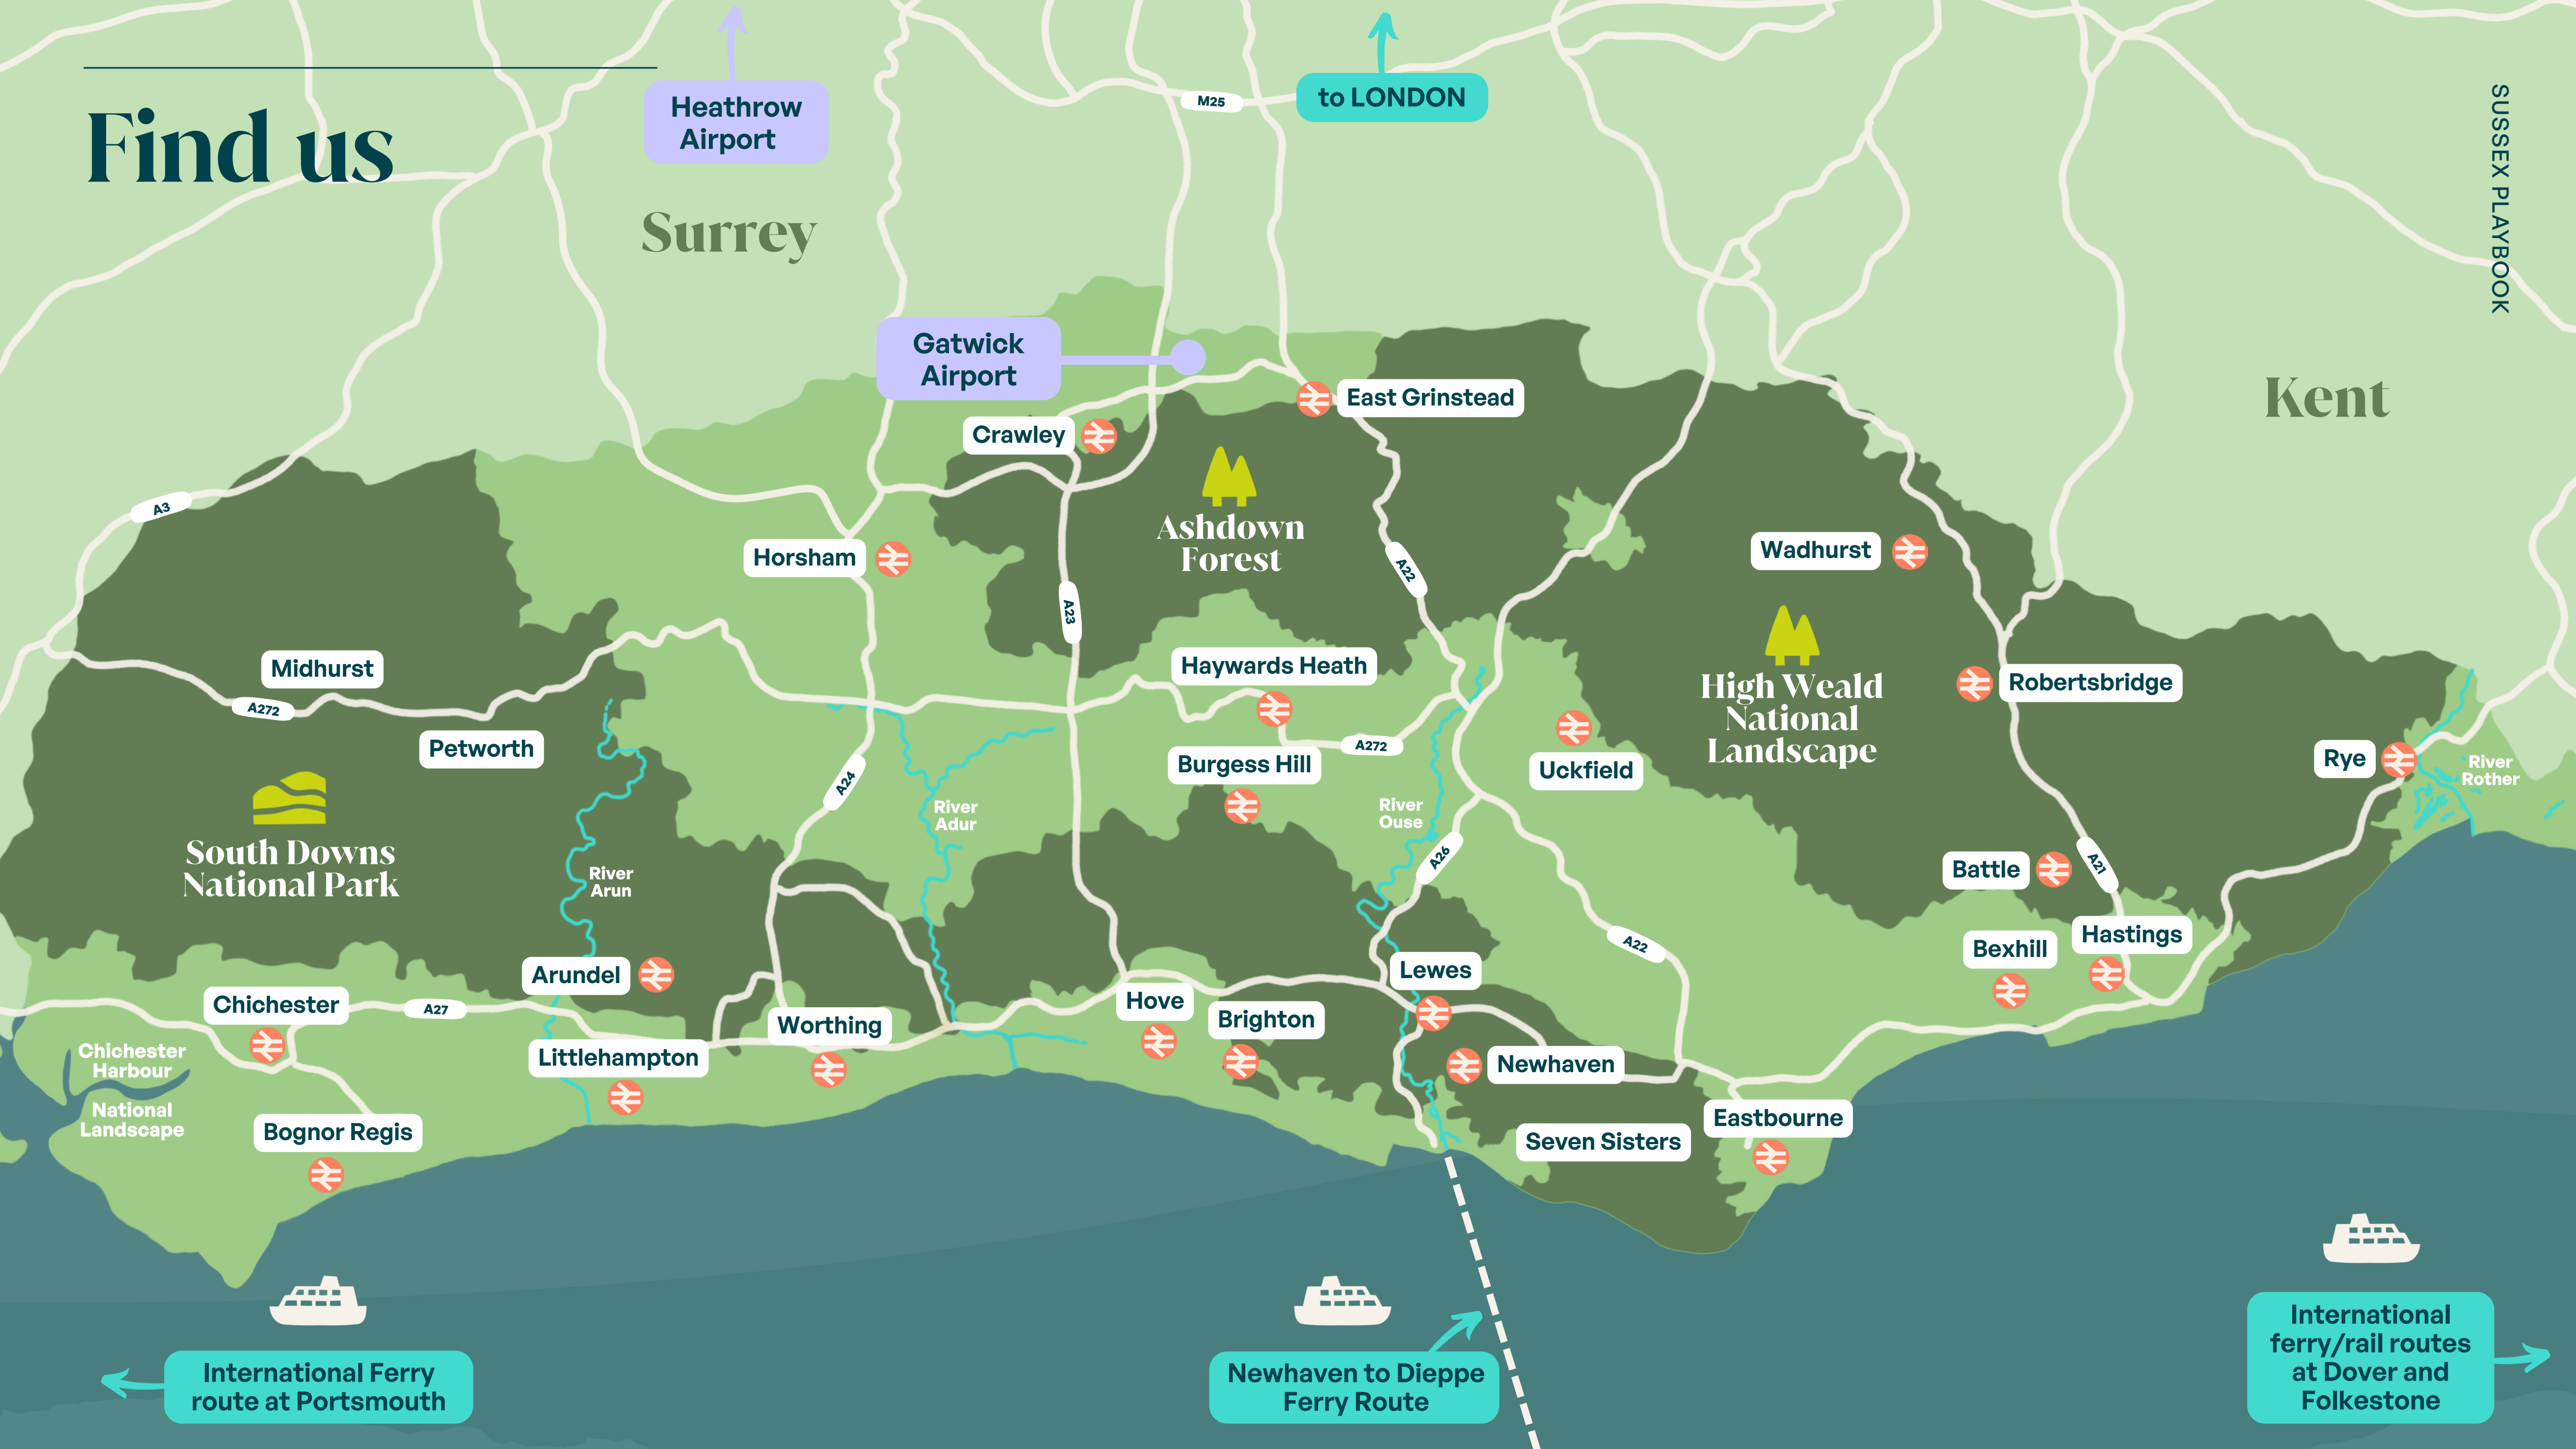 Find us
Heathrow
Airport
M25
to LONDON
SUSSEX PLAYBOOK
Surrey
Kent
Gatwick
Airport
East Grinstead
Crawley
A3
Ashdown
Forest
Horsham
Wadhurst
A22
A23
Midhurst
Haywards Heath
High Weald
National
Landscape
Robertsbridge
A272
Petworth
A272
Burgess Hill
Uckfield
Rye
River
Rother
A24
River
Adur
River
Ouse
South Downs
National Park
River
Arun
A26
Battle
A21
Hastings
Bexhill
A22
Arundel
Lewes
Chichester
A27
Hove
Brighton
Worthing
Chichester
Harbour
National
Landscape
Littlehampton
Newhaven
Bognor Regis
Seven Sisters
Eastbourne
International Ferry
route at Portsmouth
Newhaven to Dieppe
Ferry Route
International
ferry/rail routes
at Dover and
Folkestone